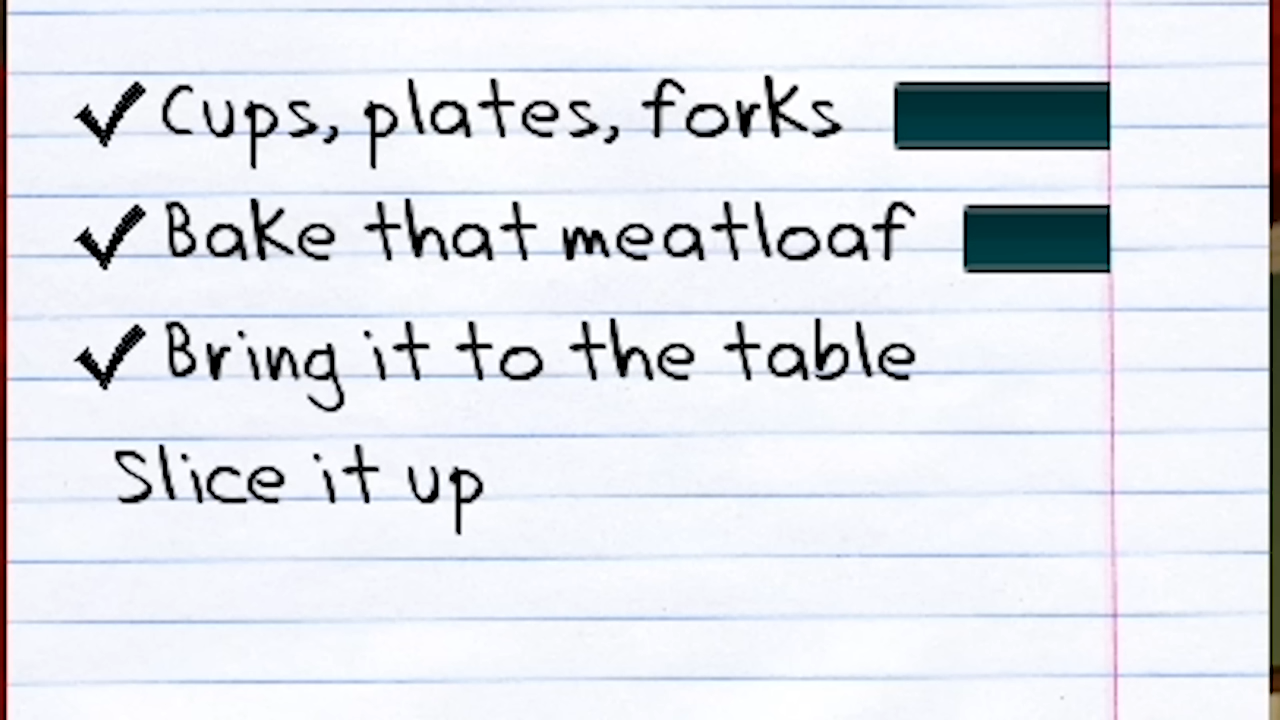 ✓ Cups, plates, forks
✓ Bake that meatloaf
✓ Bring it to the table
Slice it up